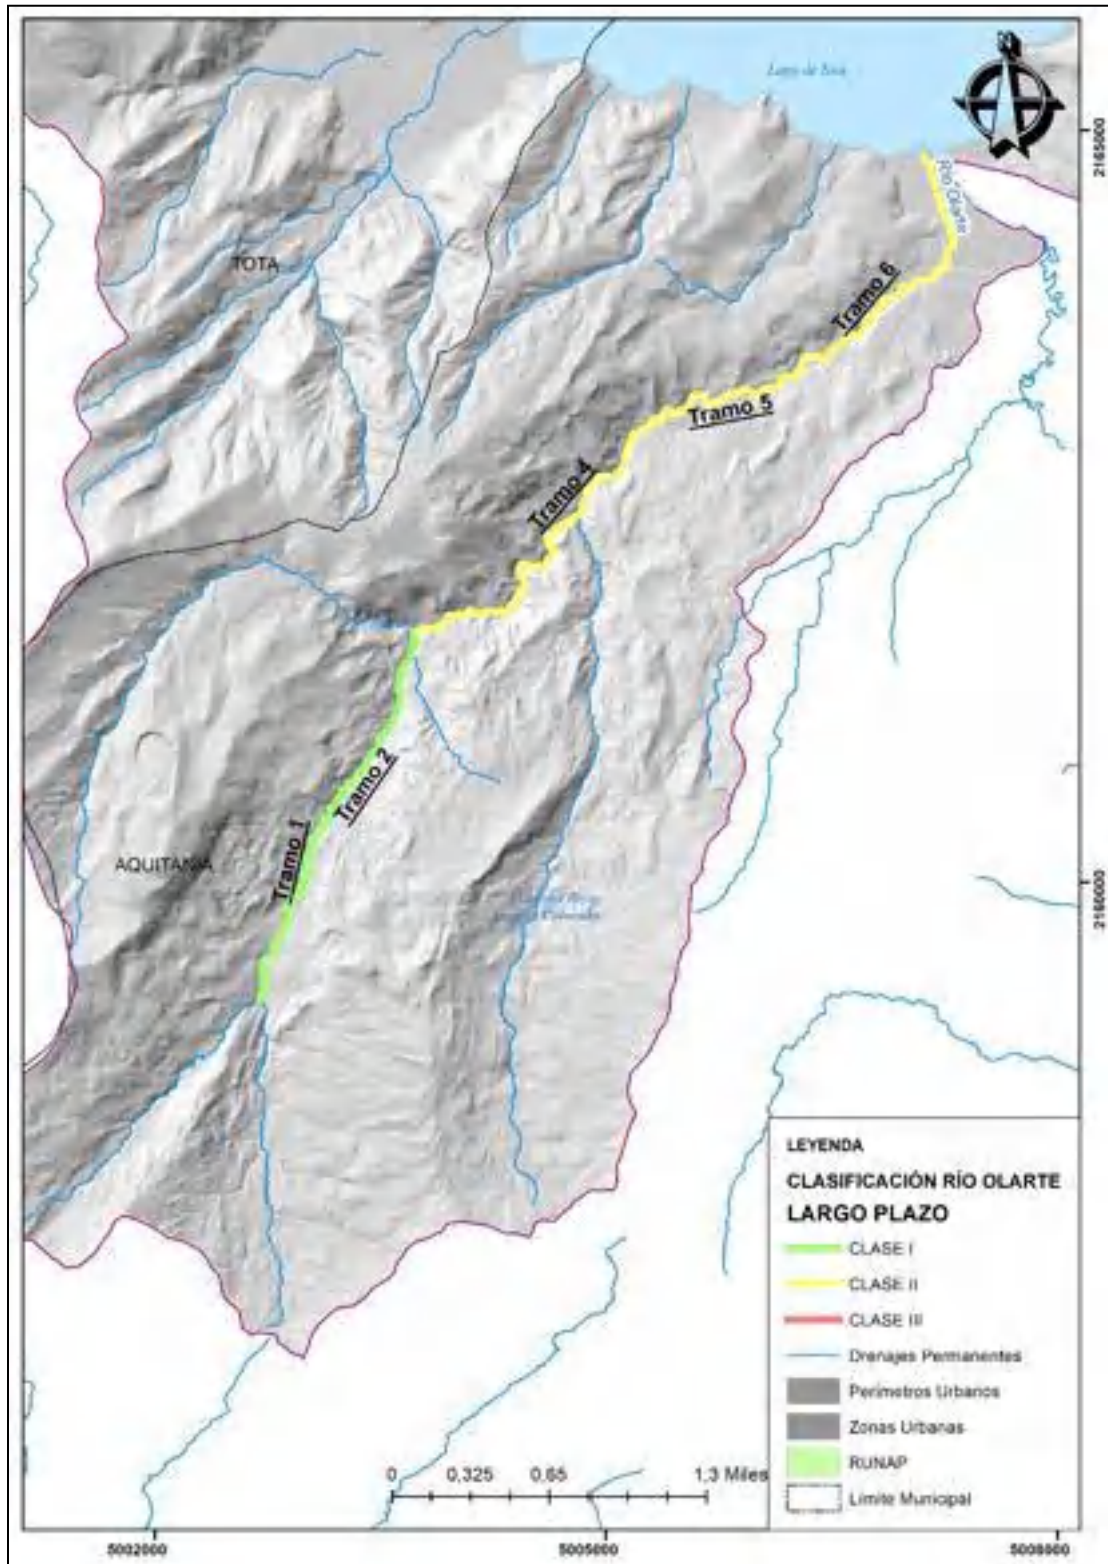 N
Lago de Tota
2165000
Río Olarte
TOTA
Tramo 6
Tramo 5
Tramo 4
Tramo 2
Tramo 1
AQUITANIA
2160000
LEYENDA
CLASIFICACIÓN RÍO OLARTE
LARGO PLAZO
CLASE I
CLASE II
CLASE III
Drenajes Permanentes
Perímetros Urbanos
Zonas Urbanas
RUNAP
Límite Municipal
0 0,325 0,65 1,3 Miles
5002000 5005000 5008000